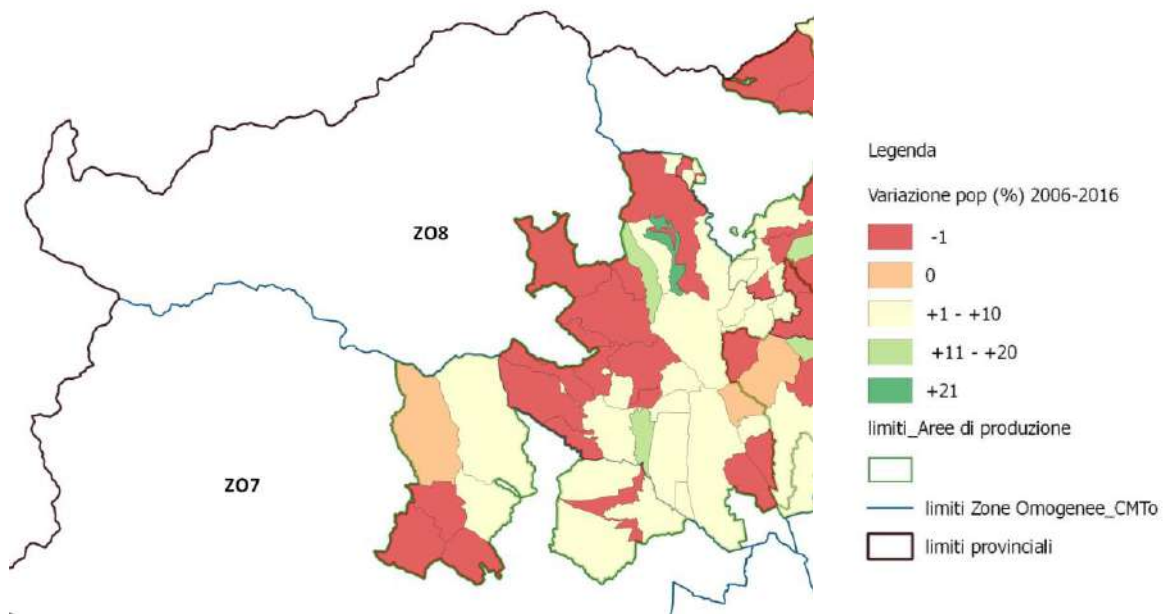 ZO8
ZO7
Legenda
Variazione pop (%) 2006-2016
-1
0
+1 - +10
+11 - +20
+21
limiti_Aree di produzione
limiti Zone Omogenee_CMTo
limiti provinciali